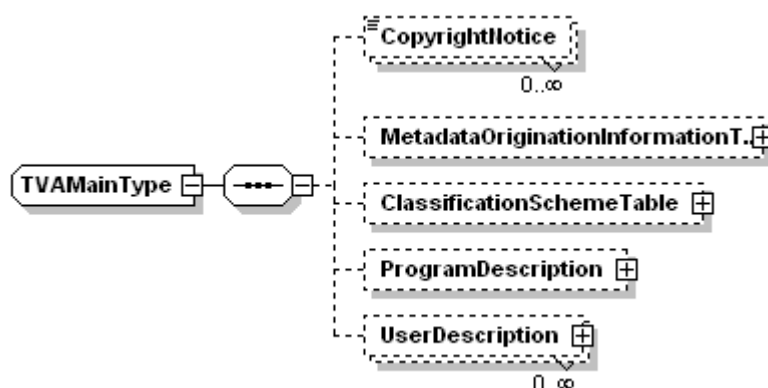 CopyrightNotice
0..∞
MetadataOriginationInformationT..
TVAMainType
ClassificationSchemeTable
ProgramDescription
UserDescription
0..∞